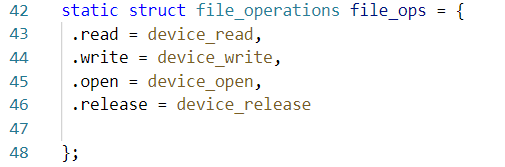 42 static struct file_operations file_ops = {
43 .read = device_read,
44 .write = device_write,
45 .open = device_open,
46 .release = device_release
47
48 };